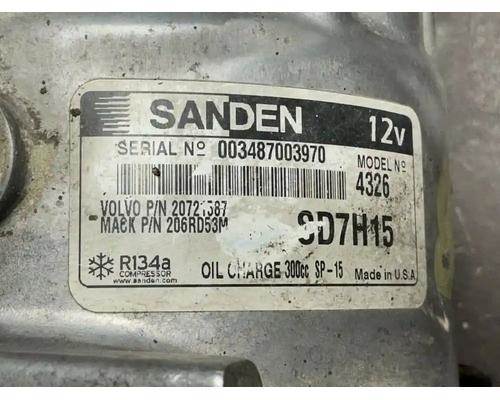 SANDEN 12v
SERIAL Nº 003487003970
MODEL Nº
4326
VOLVO P/N 20721587
MACK P/N 206RD53M
SD7H15
R134a
COMPRESSOR
www.sanden.com
OIL CHARGE 300cc SP-15
Made in U.S.A.